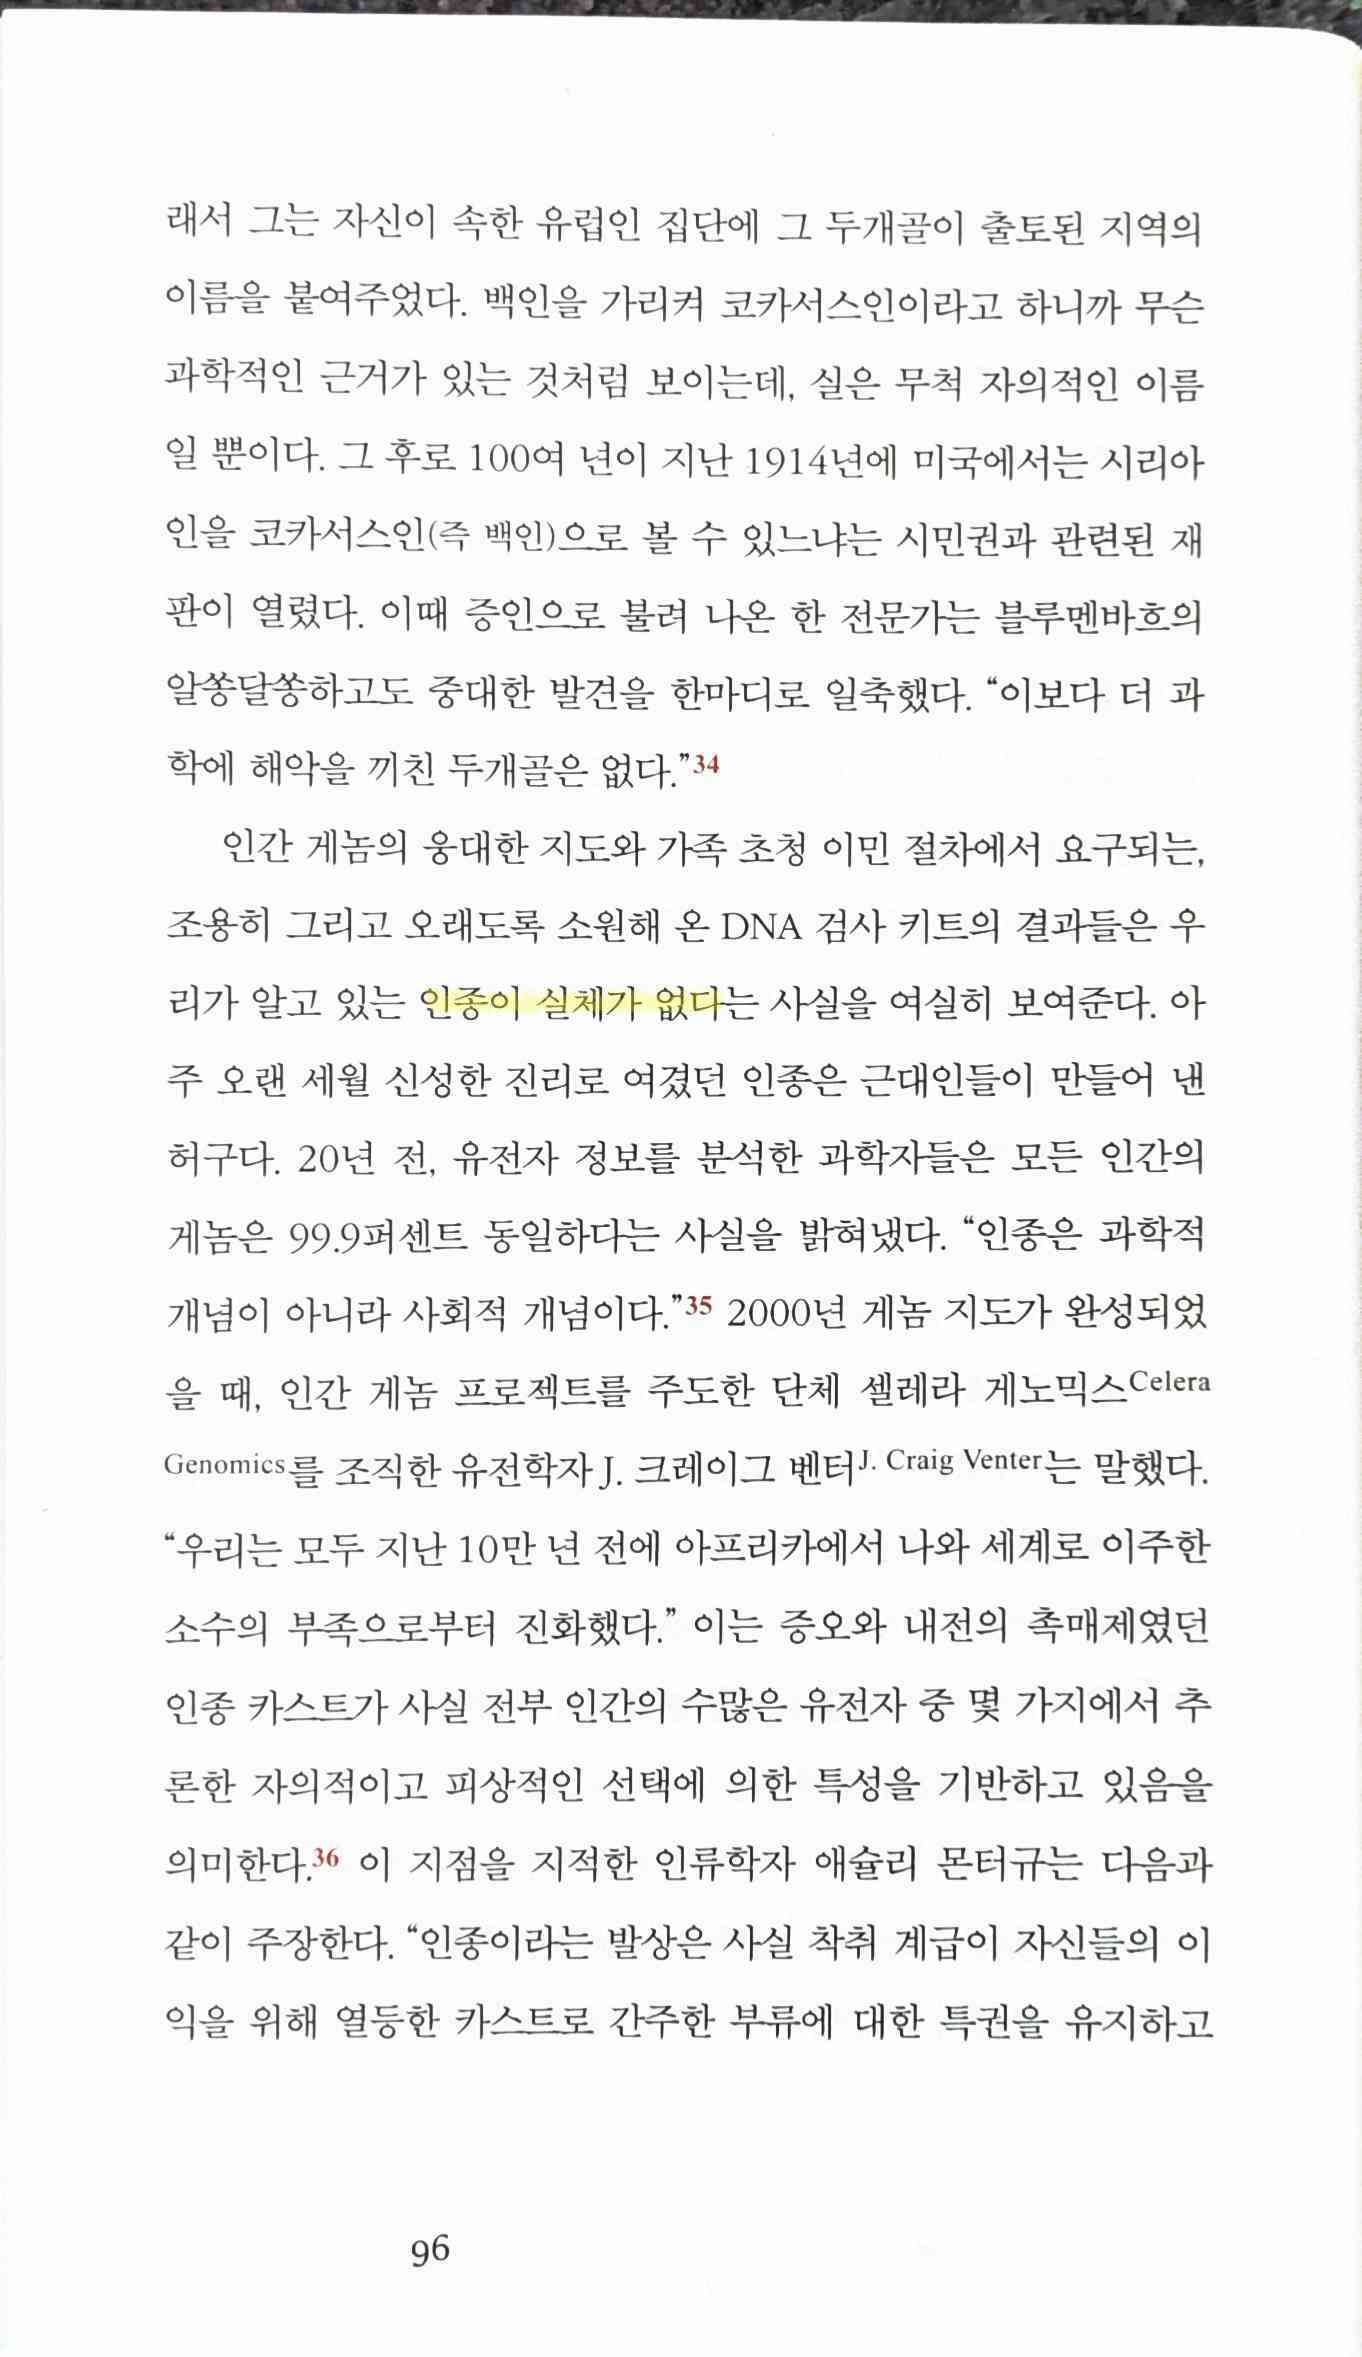 래서 그는 자신이 속한 유럽인 집단에 그 두개골이 출토된 지역의
이름을 붙여주었다. 백인을 가리켜 코카서스인이라고 하니까 무슨
과학적인 근거가 있는 것처럼 보이는데, 실은 무척 자의적인 이름
일 뿐이다. 그 후로 100여 년이 지난 1914년에 미국에서는 시리아
인을 코카서스인(즉 백인)으로 볼 수 있느냐는 시민권과 관련된 재
판이 열렸다. 이때 증인으로 불려 나온 한 전문가는 블루멘바흐의
알쏭달쏭하고도 중대한 발견을 한마디로 일축했다. “이보다 더 과
학에 해악을 끼친 두개골은 없다.”34
인간 게놈의 웅대한 지도와 가족 초청 이민 절차에서 요구되는,
조용히 그리고 오래도록 소원해 온 DNA 검사 키트의 결과들은 우
리가 알고 있는 인종이 실체가 없다는 사실을 여실히 보여준다. 아
주 오랜 세월 신성한 진리로 여겼던 인종은 근대인들이 만들어 낸
허구다. 20년 전, 유전자 정보를 분석한 과학자들은 모든 인간의
게놈은 99.9퍼센트 동일하다는 사실을 밝혀냈다. “인종은 과학적
개념이 아니라 사회적 개념이다.”35 2000년 게놈 지도가 완성되었
을 때, 인간 게놈 프로젝트를 주도한 단체 셀레라 게노믹스Celera
Genomics를 조직한 유전학자 J. 크레이그 벤터J. Craig Venter는 말했다.
“우리는 모두 지난 10만 년 전에 아프리카에서 나와 세계로 이주한
소수의 부족으로부터 진화했다.” 이는 증오와 내전의 촉매제였던
인종 카스트가 사실 전부 인간의 수많은 유전자 중 몇 가지에서 추
론한 자의적이고 피상적인 선택에 의한 특성을 기반하고 있음을
의미한다.36 이 지점을 지적한 인류학자 애슐리 몬터규는 다음과
같이 주장한다. “인종이라는 발상은 사실 착취 계급이 자신들의 이
익을 위해 열등한 카스트로 간주한 부류에 대한 특권을 유지하고
96